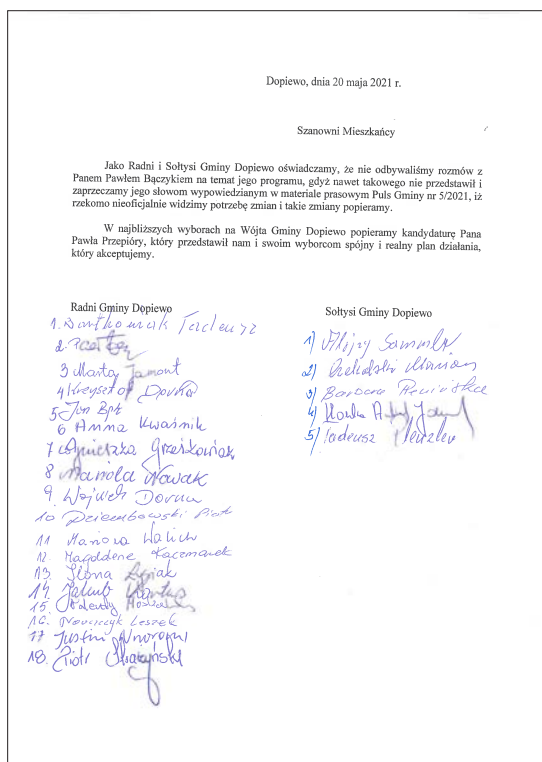 Dopiewo, dnia 20 maja 2021 r.
Szanowni Mieszkańcy
Jako Radni i Sołtysi Gminy Dopiewo oświadczamy, że nie odbywaliśmy rozmów z
Panem Pawłem Bączykiem na temat jego programu, gdyż nawet takowego nie przedstawił i
zaprzeczamy jego słowom wypowiedzianym w materiale prasowym Puls Gminy nr 5/2021, iż
rzekomo nieoficjalnie widzimy potrzebę zmian i takie zmiany popieramy.
W najbliższych wyborach na Wójta Gminy Dopiewo popieramy kandydaturę Pana
Pawła Przepióry, który przedstawił nam i swoim wyborcom spójny i realny plan działania,
który akceptujemy.
Radni Gminy Dopiewo
1. Bartkowiak Tadeusz
2.
3 Marta Jamont
4 Krzysztof Dorna
5 Jan Bąk
6 Anna Kwaśnik
7 Agnieszka Grześkowiak
8 Mariola Nowak
9. Wojciech Dorna
10 Dziembowski Piotr
11 Mariola Walich
12. Magdalena Kaczmarek
13. Ilona Łysiak
14. Jakub
15.
16. Nawrczyk Leszek
17 Justin
18. Piotr
Sołtysi Gminy Dopiewo
1)
2)
3) Barbara
4)
5) Tadeusz